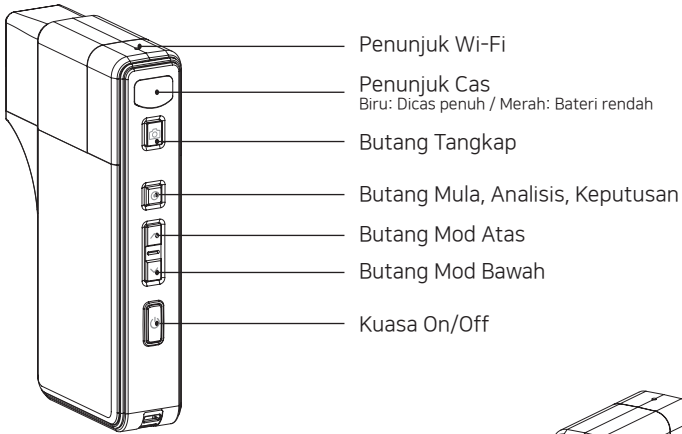 Penunjuk Wi-Fi
Penunjuk Cas
Biru: Dicas penuh / Merah: Bateri rendah
Butang Tangkap
Butang Mula, Analisis, Keputusan
Butang Mod Atas
Butang Mod Bawah
Kuasa On/Off